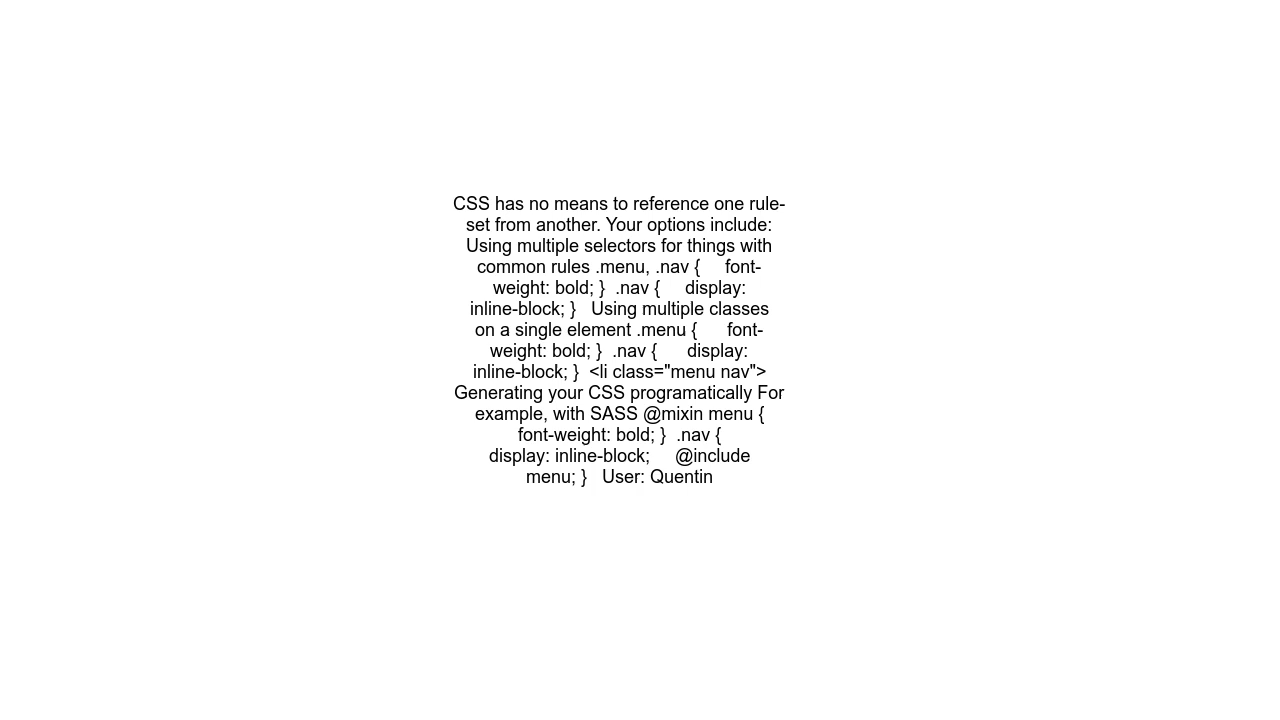 CSS has no means to reference one rule-
set from another. Your options include:
Using multiple selectors for things with
common rules .menu, .nav {     font-
weight: bold; }  .nav {     display:
inline-block; }   Using multiple classes
on a single element .menu {      font-
weight: bold; }  .nav {      display:
inline-block; }  <li class="menu nav">
Generating your CSS programatically For
example, with SASS @mixin menu {
font-weight: bold; }  .nav {
display: inline-block;     @include
menu; }   User: Quentin